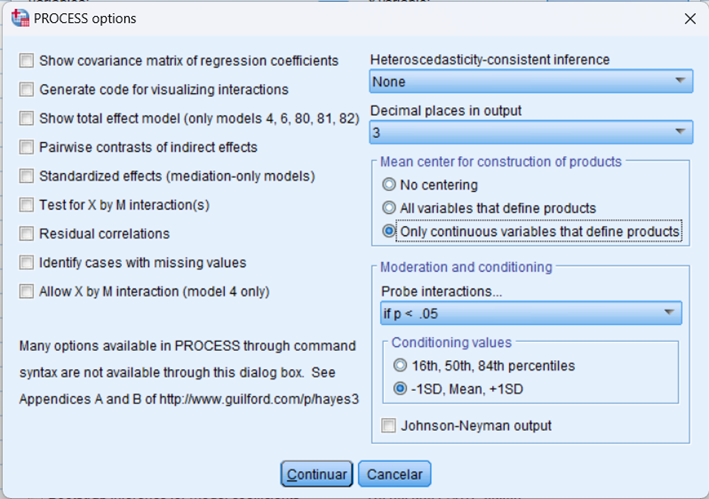 PROCESS options
Show covariance matrix of regression coefficients
Generate code for visualizing interactions
Show total effect model (only models 4, 6, 80, 81, 82)
Pairwise contrasts of indirect effects
Standardized effects (mediation-only models)
Test for X by M interaction(s)
Residual correlations
Identify cases with missing values
Allow X by M interaction (model 4 only)
Many options available in PROCESS through command
syntax are not available through this dialog box. See
Appendices A and B of http://www.guilford.com/p/hayes3
Heteroscedasticity-consistent inference
None
Decimal places in output
3
Mean center for construction of products
No centering
All variables that define products
Only continuous variables that define products
Moderation and conditioning
Probe interactions...
if p < .05
Conditioning values
16th, 50th, 84th percentiles
-1SD, Mean, +1SD
Johnson-Neyman output
Continuar
Cancelar